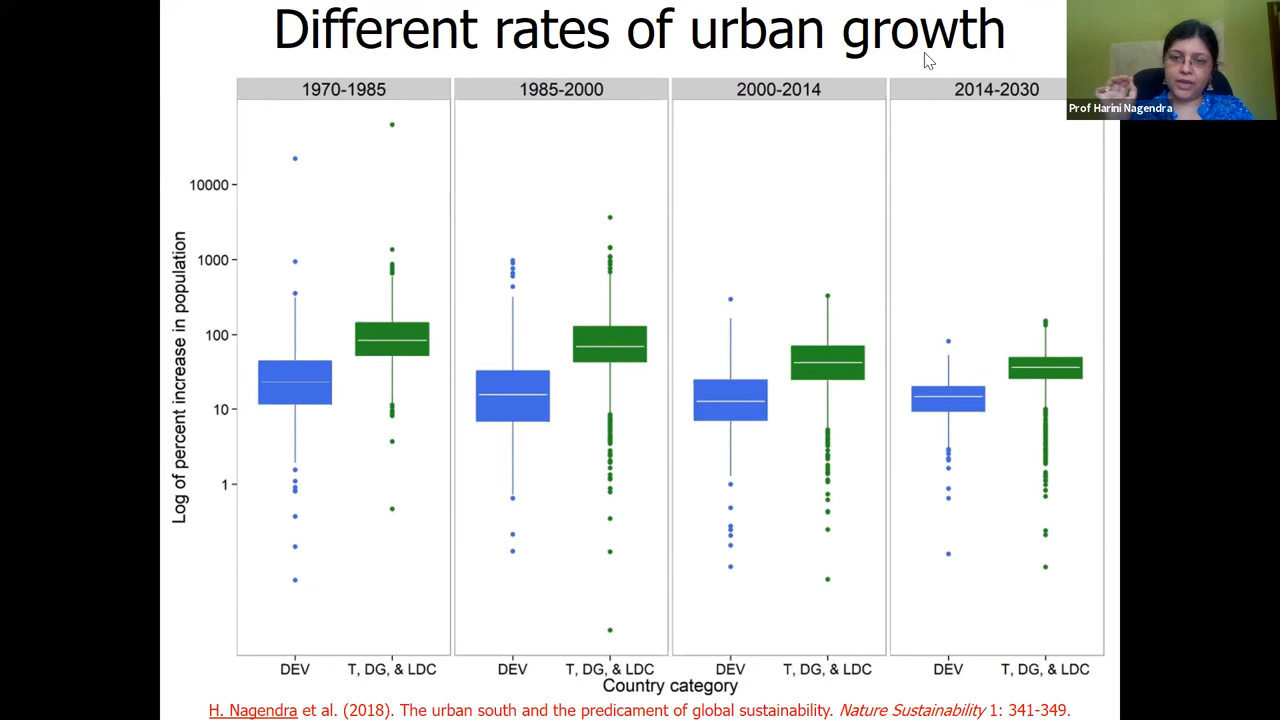 Different rates of urban growth
Prof Harini Nagendra
1970-1985
1985-2000
2000-2014
2014-2030
Log of percent increase in population
10000
1000
100
10
1
DEV
T, DG, & LDC
DEV
T, DG, & LDC
DEV
T, DG, & LDC
DEV
T, DG, & LDC
Country category
H. Nagendra et al. (2018). The urban south and the predicament of global sustainability. Nature Sustainability 1: 341-349.